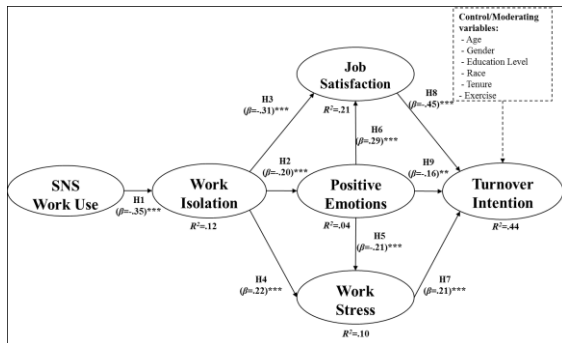 Control/Moderating
variables:
- Age
- Gender
- Education Level
- Race
- Tenure
- Exercise
Job
Satisfaction
R²=.21
H3
(β=-.31)***
H8
(β=-.45)***
H6
(β=.29)***
SNS
Work Use
H1
(β=-.35)***
Work
Isolation
R²=.12
H2
(β=-.20)***
Positive
Emotions
R²=.04
H9
(β=-.16)**
Turnover
Intention
R²=.44
H5
(β=-.21)***
H4
(β=.22)***
H7
(β=.21)***
Work
Stress
R²=.10